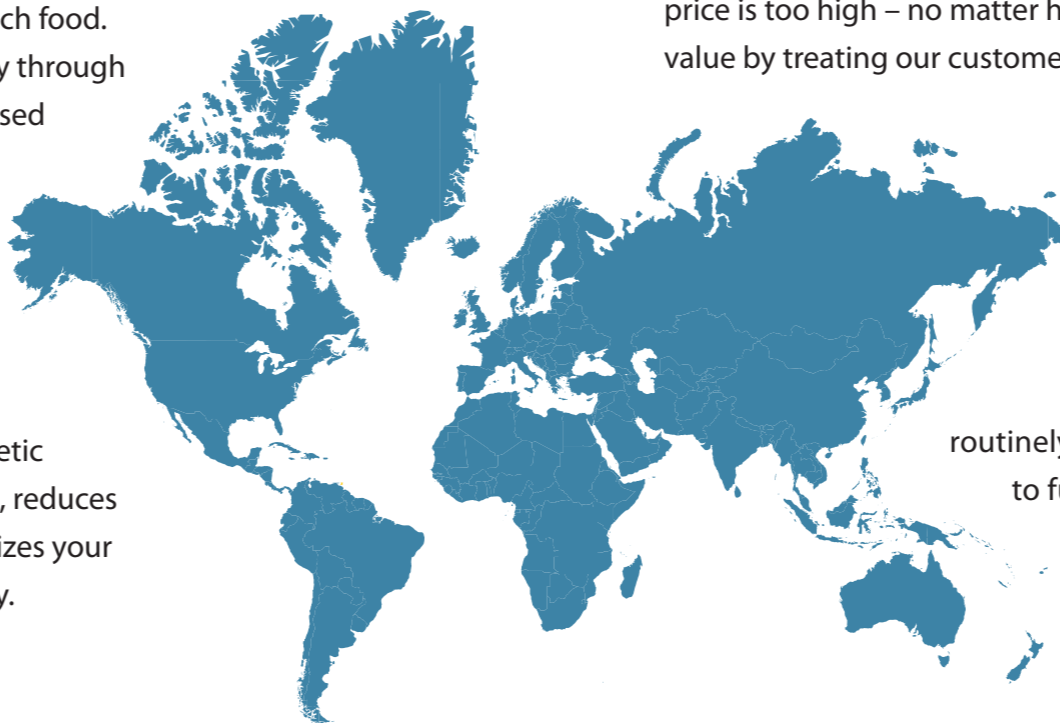 ch food.
y through
sed
price is too high – no matter h
value by treating our custome
etic
, reduces
izes your
y.
routinely
to fu